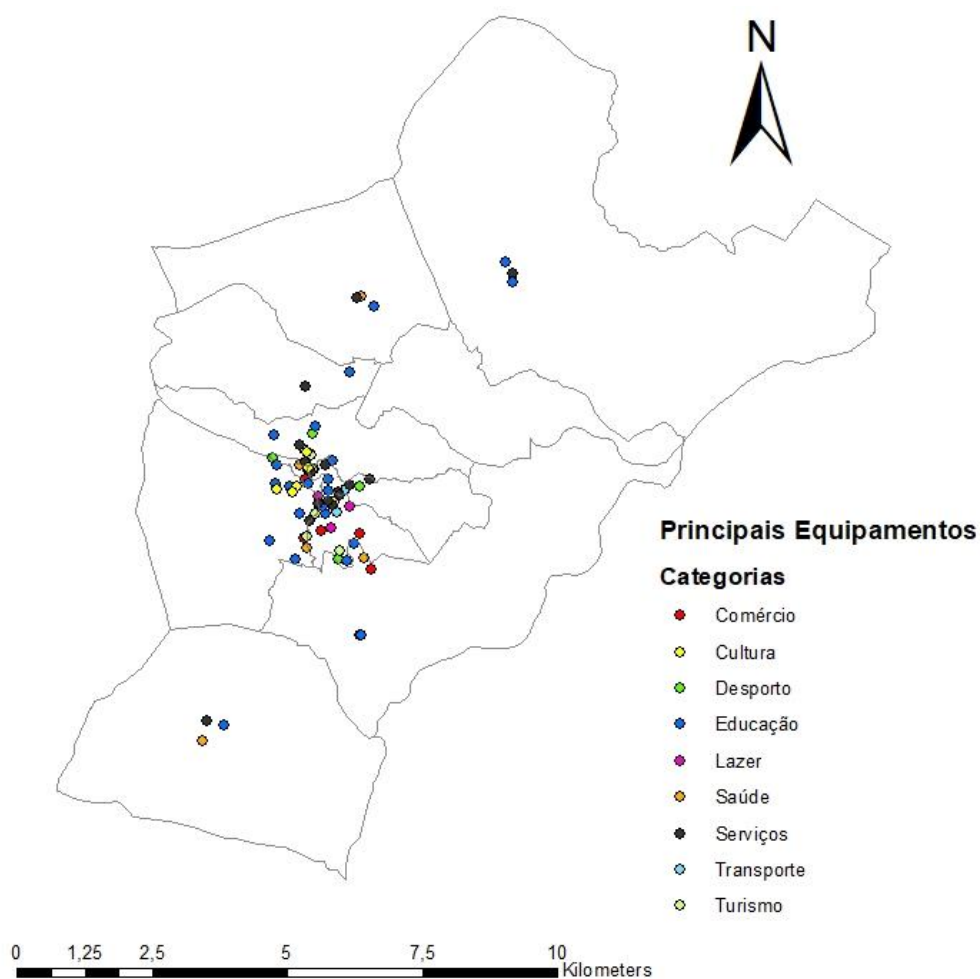 N
Principais Equipamentos
Categorias
Comércio
Cultura
Desporto
Educação
Lazer
Saúde
Serviços
Transporte
Turismo
0 1,25 2,5 5 7,5 10
Kilometers